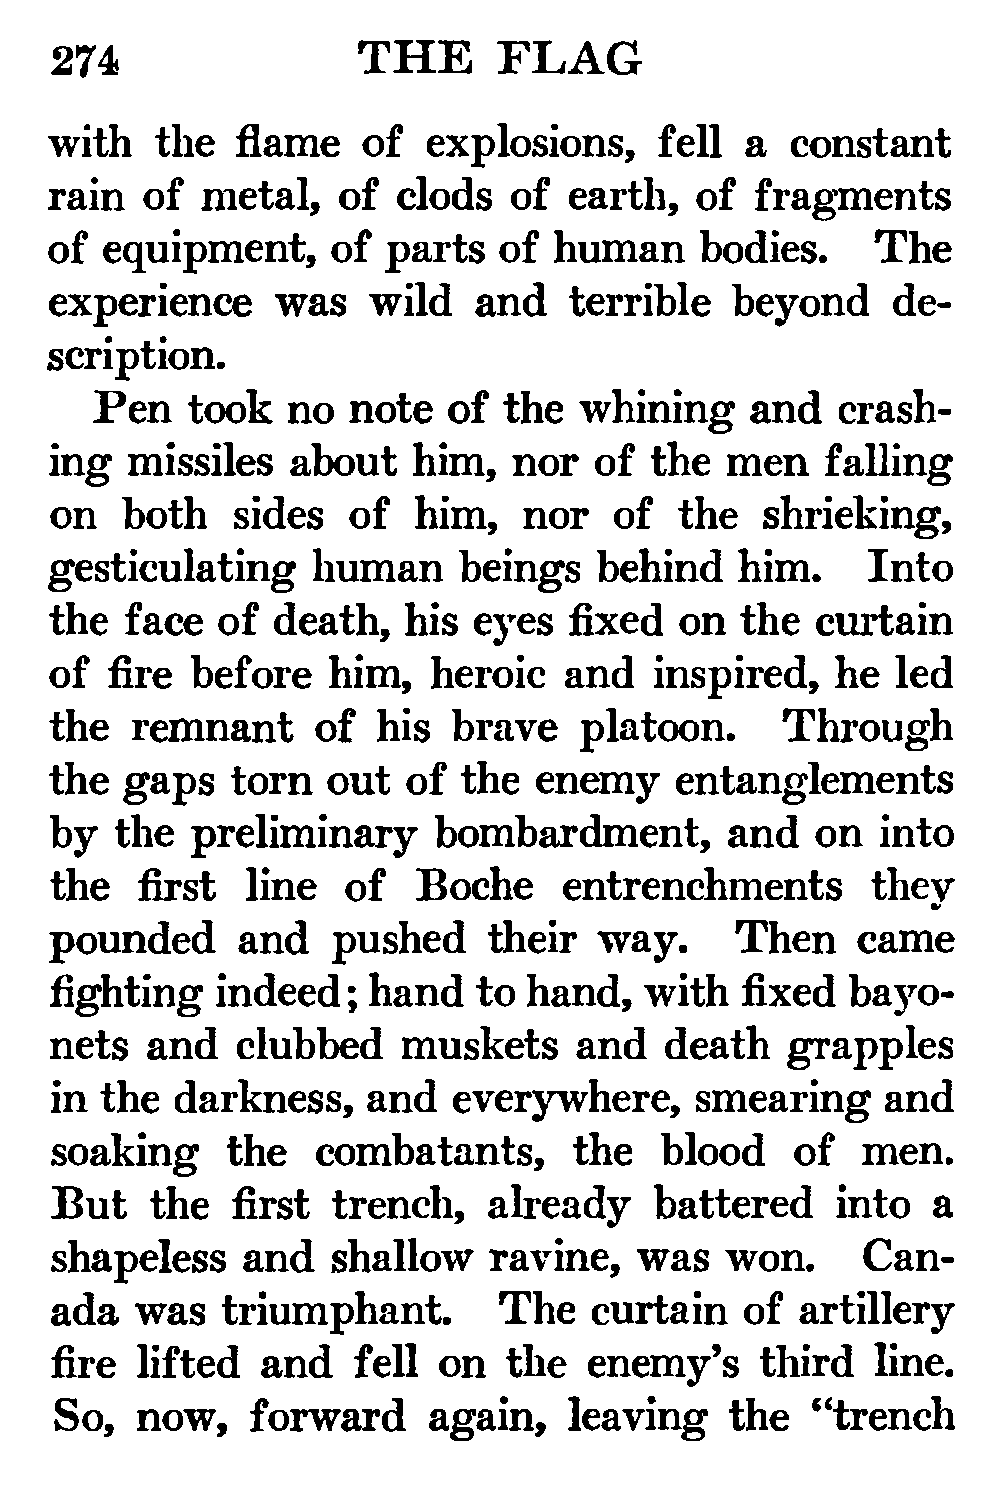 274 THE FLAG
with the flame of explosions, fell a constant
rain of metal, of clods of earth, of fragments
of equipment, of parts of human bodies. The
experience was wild and terrible beyond de-
scription.
Pen took no note of the whining and crash-
ing missiles about him, nor of the men falling
on both sides of him, nor of the shrieking,
gesticulating human beings behind him. Into
the face of death, his eyes fixed on the curtain
of fire before him, heroic and inspired, he led
the remnant of his brave platoon. Through
the gaps torn out of the enemy entanglements
by the preliminary bombardment, and on into
the first line of Boche entrenchments they
pounded and pushed their way. Then came
fighting indeed; hand to hand, with fixed bayo-
nets and clubbed muskets and death grapples
in the darkness, and everywhere, smearing and
soaking the combatants, the blood of men.
But the first trench, already battered into a
shapeless and shallow ravine, was won. Can-
ada was triumphant. The curtain of artillery
fire lifted and fell on the enemy's third line.
So, now, forward again, leaving the "trench